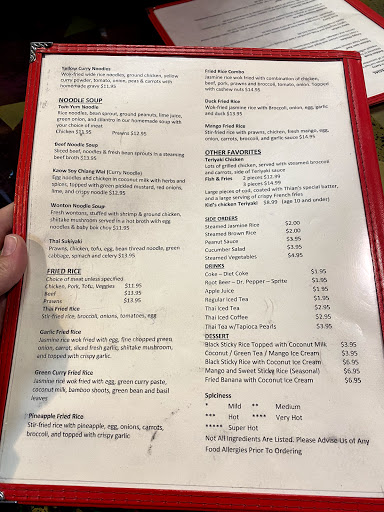 Yellow Curry Noodles
Wok-fried wide rice noodles, ground chicken, yellow
curry powder, tomato, onion, peas & carrots with
homemade gravy $11.95
NOODLE SOUP
Tom Yum Noodle
Rice noodles, bean sprout, ground peanuts, lime juice,
green onion, and cilantro in our homemade soup with
your choice of meat
Chicken $11.95 Prawns $12.95
Beef Noodle Soup
Sliced beef, noodles & fresh bean sprouts in a steaming
beef broth $13.95
Kaow Soy Chiang Mai (Curry Noodle)
Egg noodles and chicken in coconut milk with herbs and
spices, topped with green pickled mustard, red onions,
lime, and crispy noodle $12.95
Wonton Noodle Soup
Fresh wontons, stuffed with shrimp & ground chicken,
shiitake mushroom served in a hot broth with egg
noodles & baby bok choy $11.95
Thai Sukiyaki
Prawns, chicken, tofu, egg, bean thread noodle, green
cabbage, spinach and celery $13.95
FRIED RICE
Choice of meat unless specified
Chicken, Pork, Tofu, Veggies $11.95
Beef $13.95
Prawns $13.95
Thai Fried Rice
Stir-fried rice, broccoli, onions, tomatoes, egg
Garlic Fried Rice
Jasmine rice wok fried with egg, fine chopped green
onion, carrot, sliced fresh garlic, shiitake mushroom,
and topped with crispy garlic.
Green Curry Fried Rice
Jasmine rice wok fried with egg, green curry paste,
coconut milk, bamboo shoots, green bean and basil
leaves
Pineapple Fried Rice
Stir-fried rice with pineapple, egg, onions, carrots,
broccoli, and topped with crispy garlic
Fried Rice Combo
Jasmine rice wok fried with combination of chicken,
beef, pork, prawns and broccoli, tomato, onion. Topped
with cashew nuts $14.95
Duck Fried Rice
Wok-fried jasmine rice with Broccoli, onion, egg, garlic
and duck $13.95
Mango Fried Rice
Stir-fried rice with prawns, chicken, fresh mango, egg,
onion, carrots, broccoli, and garlic sauce $14.95
OTHER FAVORITES
Teriyaki Chicken
Lots of grilled chicken, served with steamed broccoli
and carrots, side of Teriyaki sauce
Fish & Fries 2 pieces $12.99
3 pieces $14.99
Large pieces of cod, coated with Thiam's special batter,
and a large serving of crispy French fries
Kid's chicken Teriyaki $8.99 (age 10 and under)
SIDE ORDERS
Steamed Jasmine Rice $2.00
Steamed Brown Rice $2.00
Peanut Sauce $3.95
Cucumber Salad $3.95
Steamed Vegetables $4.95
DRINKS
Coke – Diet Coke $1.95
Root Beer – Dr. Pepper – Sprite $1.95
Apple Juice $1.95
Regular Iced Tea $1.95
Thai Iced Tea $2.95
Thai Iced Coffee $2.95
Thai Tea w/Tapioca Pearls $3.95
DESSERT
Black Sticky Rice Topped with Coconut Milk $3.95
Coconut / Green Tea / Mango Ice Cream $3.95
Black Sticky Rice with Coconut Ice Cream $6.95
Mango and Sweet Sticky Rice (Seasonal) $6.95
Fried Banana with Coconut Ice Cream $6.95
Spiciness
* Mild ** Medium
*** Hot **** Very Hot
***** Super Hot
Not All Ingredients Are Listed. Please Advise Us of Any
Food Allergies Prior To Ordering